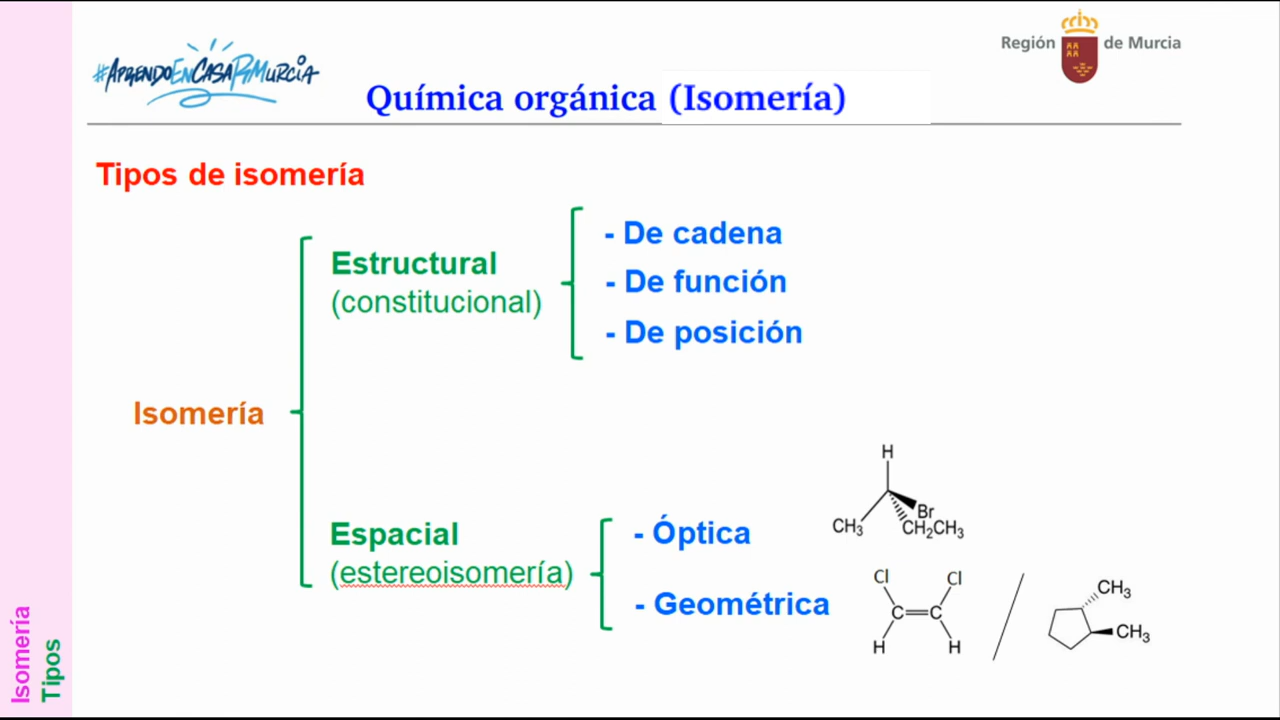 #APRENDOENCASARMURCIA
Región de Murcia
Química orgánica (Isomería)
Tipos de isomería
Isomería
Estructural
(constitucional)
- De cadena
- De función
- De posición
Espacial
(estereoisomería)
- Óptica
- Geométrica
H
Br
CH₃
CH₂CH₃
Cl Cl
C=C
H H
CH₃
CH₃
Isomería
Tipos